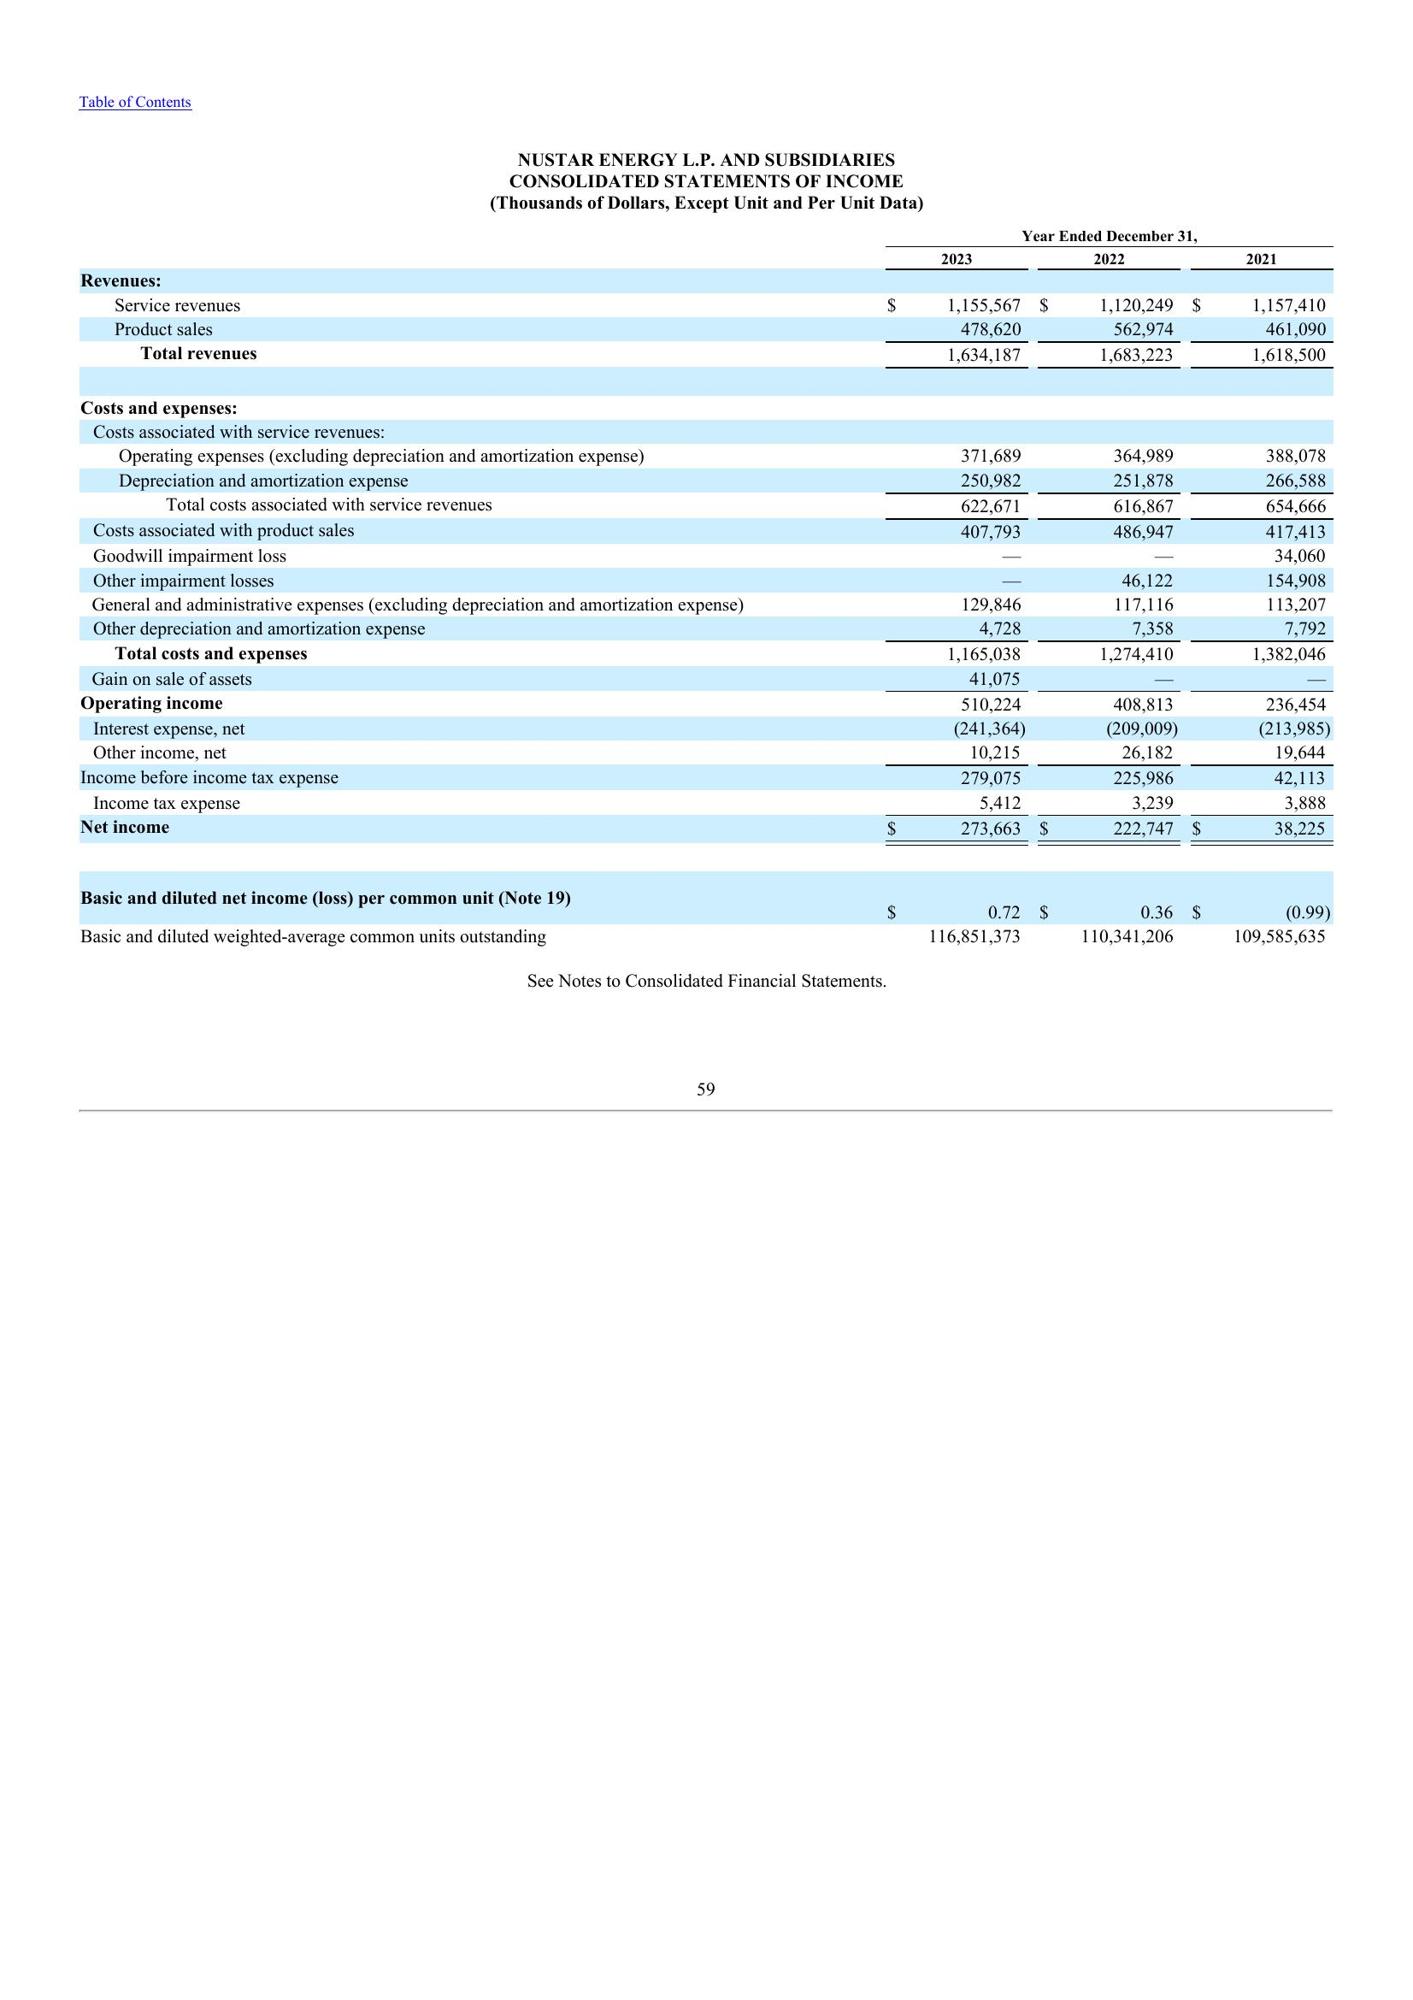 Table of Contents
NUSTAR ENERGY L.P. AND SUBSIDIARIES
CONSOLIDATED STATEMENTS OF INCOME
(Thousands of Dollars, Except Unit and Per Unit Data)
Year Ended December 31,
2023 2022 2021
Revenues:
Service revenues $ 1,155,567 $ 1,120,249 $ 1,157,410
Product sales 478,620 562,974 461,090
Total revenues 1,634,187 1,683,223 1,618,500
Costs and expenses:
Costs associated with service revenues:
Operating expenses (excluding depreciation and amortization expense) 371,689 364,989 388,078
Depreciation and amortization expense 250,982 251,878 266,588
Total costs associated with service revenues 622,671 616,867 654,666
Costs associated with product sales 407,793 486,947 417,413
Goodwill impairment loss — — 34,060
Other impairment losses — 46,122 154,908
General and administrative expenses (excluding depreciation and amortization expense) 129,846 117,116 113,207
Other depreciation and amortization expense 4,728 7,358 7,792
Total costs and expenses 1,165,038 1,274,410 1,382,046
Gain on sale of assets 41,075 — —
Operating income 510,224 408,813 236,454
Interest expense, net (241,364) (209,009) (213,985)
Other income, net 10,215 26,182 19,644
Income before income tax expense 279,075 225,986 42,113
Income tax expense 5,412 3,239 3,888
Net income $ 273,663 $ 222,747 $ 38,225
Basic and diluted net income (loss) per common unit (Note 19) $ 0.72 $ 0.36 $ (0.99)
Basic and diluted weighted-average common units outstanding 116,851,373 110,341,206 109,585,635
See Notes to Consolidated Financial Statements.
59